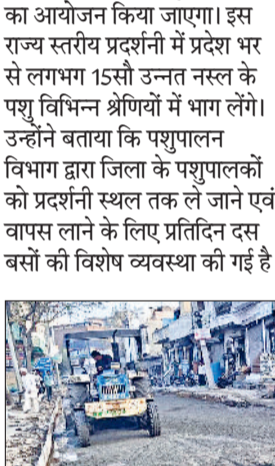 का आयोजन किया जाएगा। इस
राज्य स्तरीय प्रदर्शनी में प्रदेश भर
से लगभग 15सौ उन्नत नस्ल के
पशु विभिन्न श्रेणियों में भाग लेंगे।
उन्होंने बताया कि पशुपालन
विभाग द्वारा जिला के पशुपालकों
को प्रदर्शनी स्थल तक ले जाने एवं
वापस लाने के लिए प्रतिदिन दस
बसों की विशेष व्यवस्था की गई है